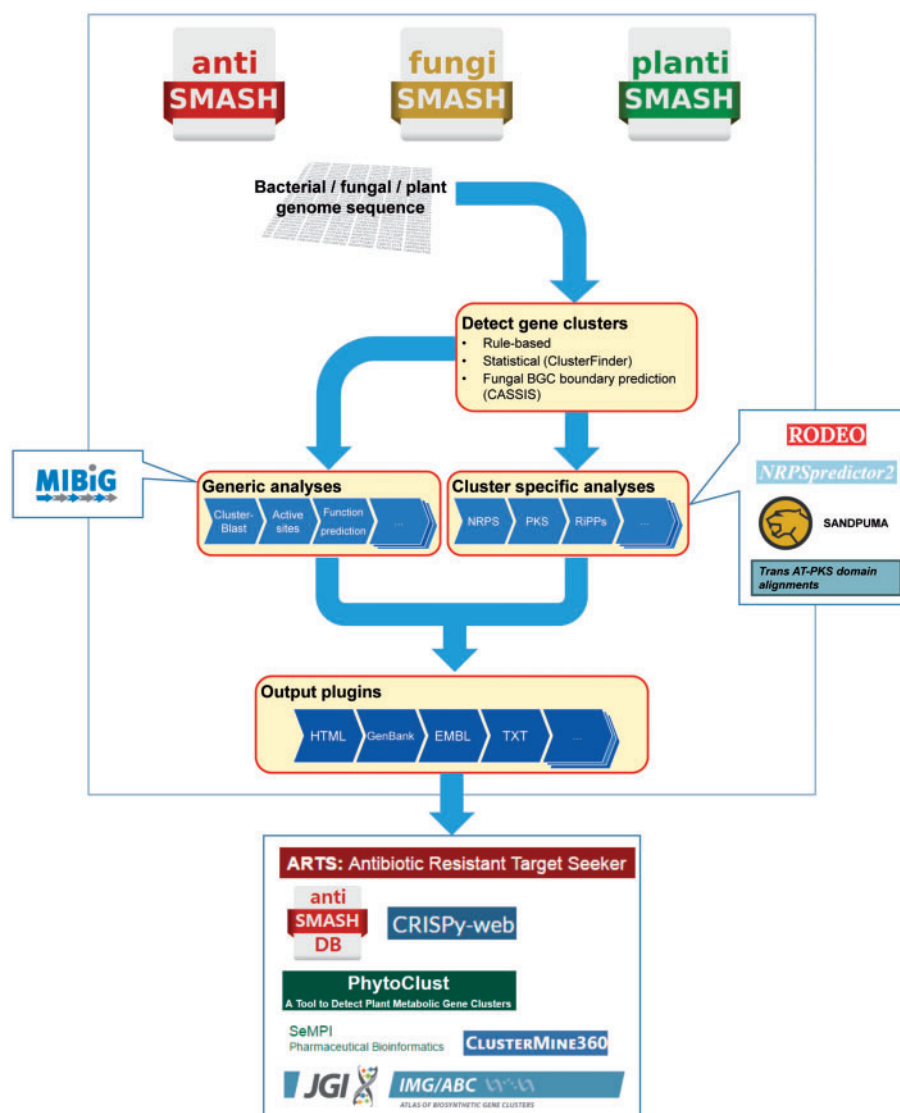 anti
SMASH
fungi
SMASH
planti
SMASH
Bacterial / fungal / plant
genome sequence
Detect gene clusters
• Rule-based
• Statistical (ClusterFinder)
• Fungal BGC boundary prediction
(CASSIS)
MIBiG
Generic analyses
Cluster-
Blast
Active
sites
Function
prediction
...
Cluster specific analyses
NRPS
PKS
RiPPs
...
RODEO
NRPSpredictor2
SANDPUMA
Trans AT-PKS domain
alignments
Output plugins
HTML
GenBank
EMBL
TXT
...
ARTS: Antibiotic Resistant Target Seeker
anti
SMASH
DB
CRISPy-web
PhytoClust
A Tool to Detect Plant Metabolic Gene Clusters
SeMPI
Pharmaceutical Bioinformatics
CLUSTERMINE360
JGI
IMG/ABC
ATLAS OF BIOSYNTHETIC GENE CLUSTERS